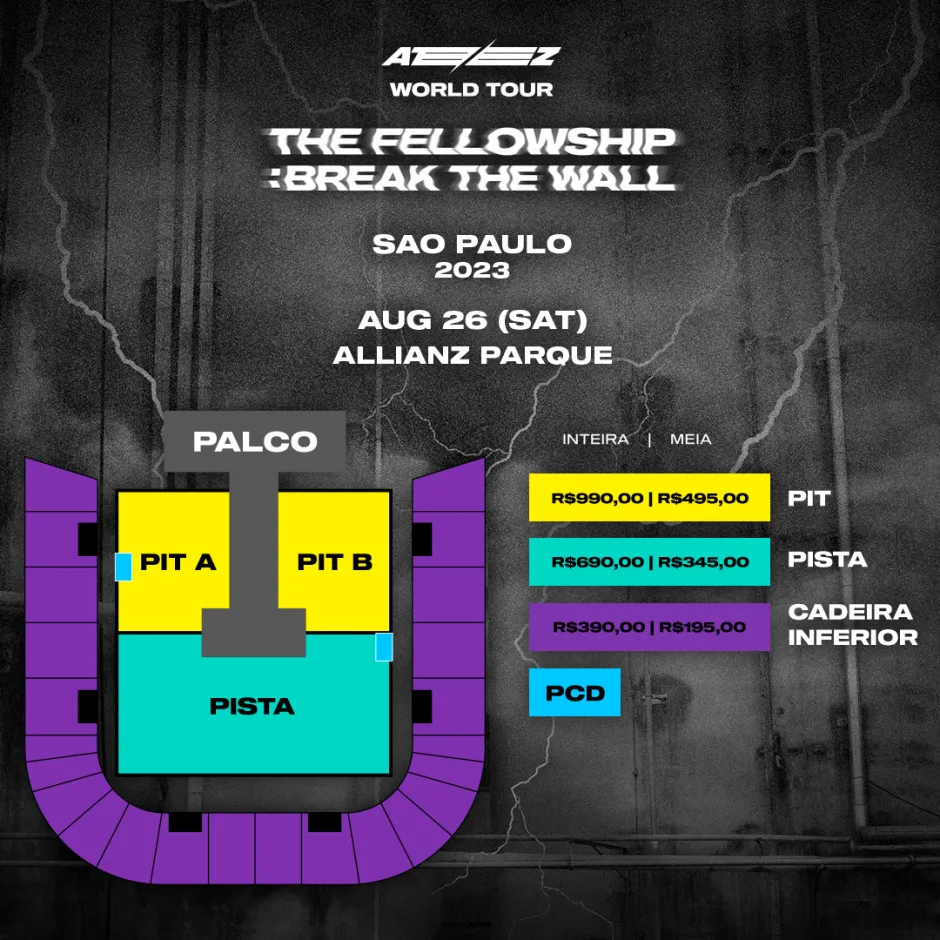 ATEEZ
WORLD TOUR
THE FELLOWSHIP
:BREAK THE WALL
SAO PAULO
2023
AUG 26 (SAT)
ALLIANZ PARQUE
PALCO
PIT A
PIT B
PISTA
INTEIRA | MEIA
R$990,00 | R$495,00 PIT
R$690,00 | R$345,00 PISTA
R$390,00 | R$195,00 CADEIRA
INFERIOR
PCD